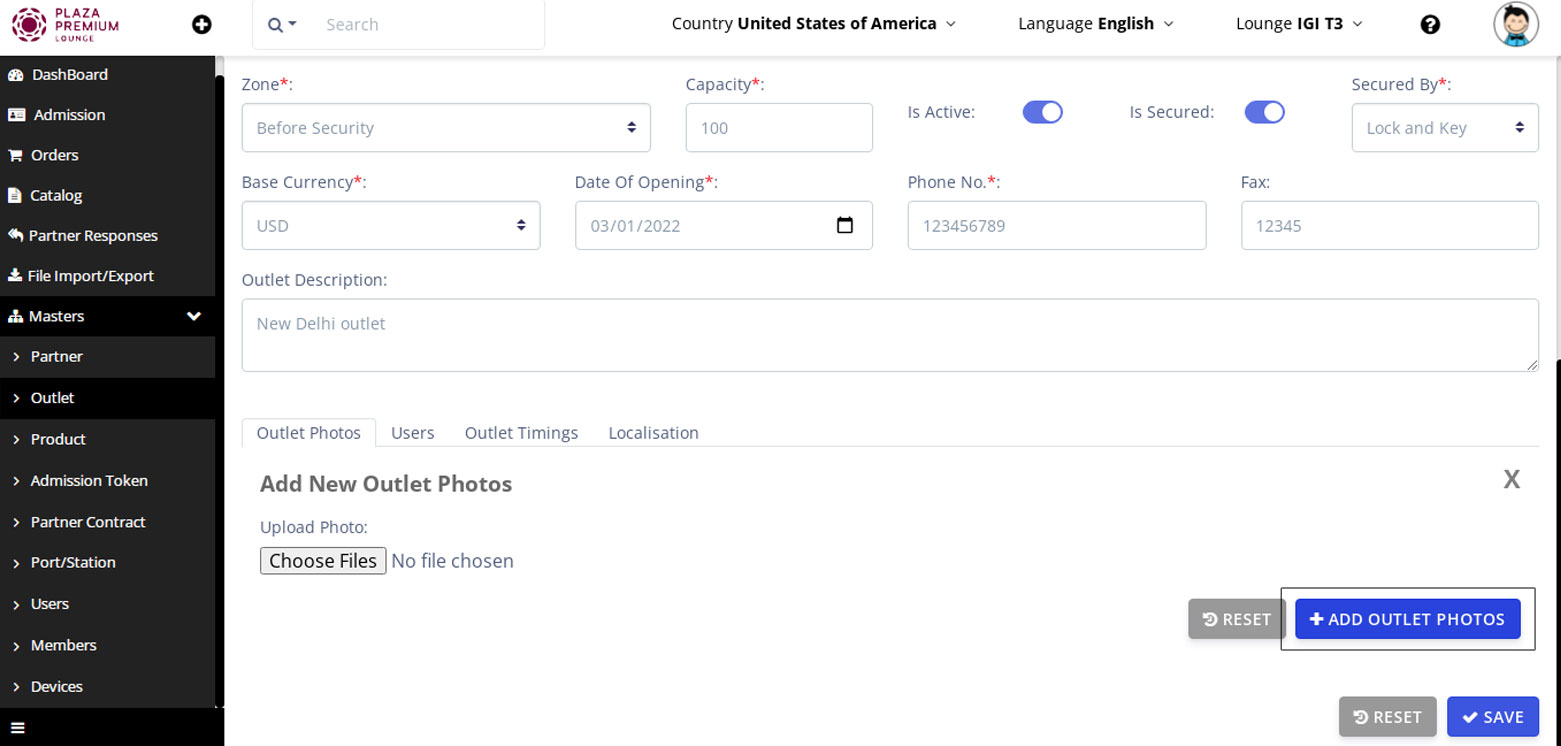 PLAZA
PREMIUM
LOUNGE
Search
Country United States of America
Language English
Lounge IGI T3
DashBoard
Admission
Orders
Catalog
Partner Responses
File Import/Export
Masters
Partner
Outlet
Product
Admission Token
Partner Contract
Port/Station
Users
Members
Devices
Zone*:
Capacity*:
Is Active:
Is Secured:
Secured By*:
Before Security
100
Lock and Key
Base Currency*:
Date Of Opening*:
Phone No.*:
Fax:
USD
03/01/2022
123456789
12345
Outlet Description:
New Delhi outlet
Outlet Photos
Users
Outlet Timings
Localisation
Add New Outlet Photos
X
Upload Photo:
Choose Files No file chosen
RESET
ADD OUTLET PHOTOS
RESET
SAVE